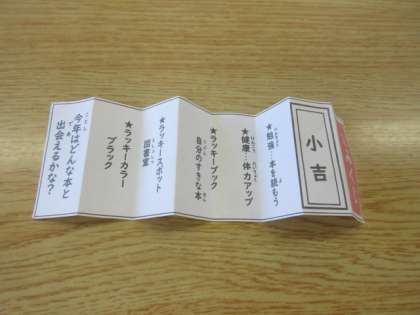 小吉
★勉強…本を読もう
★健康…体力アップ
★ラッキーブック
自分のすきな本
★ラッキースポット
図書室
★ラッキーカラー
ブラック
今年はどんな本と
出会えるかな？